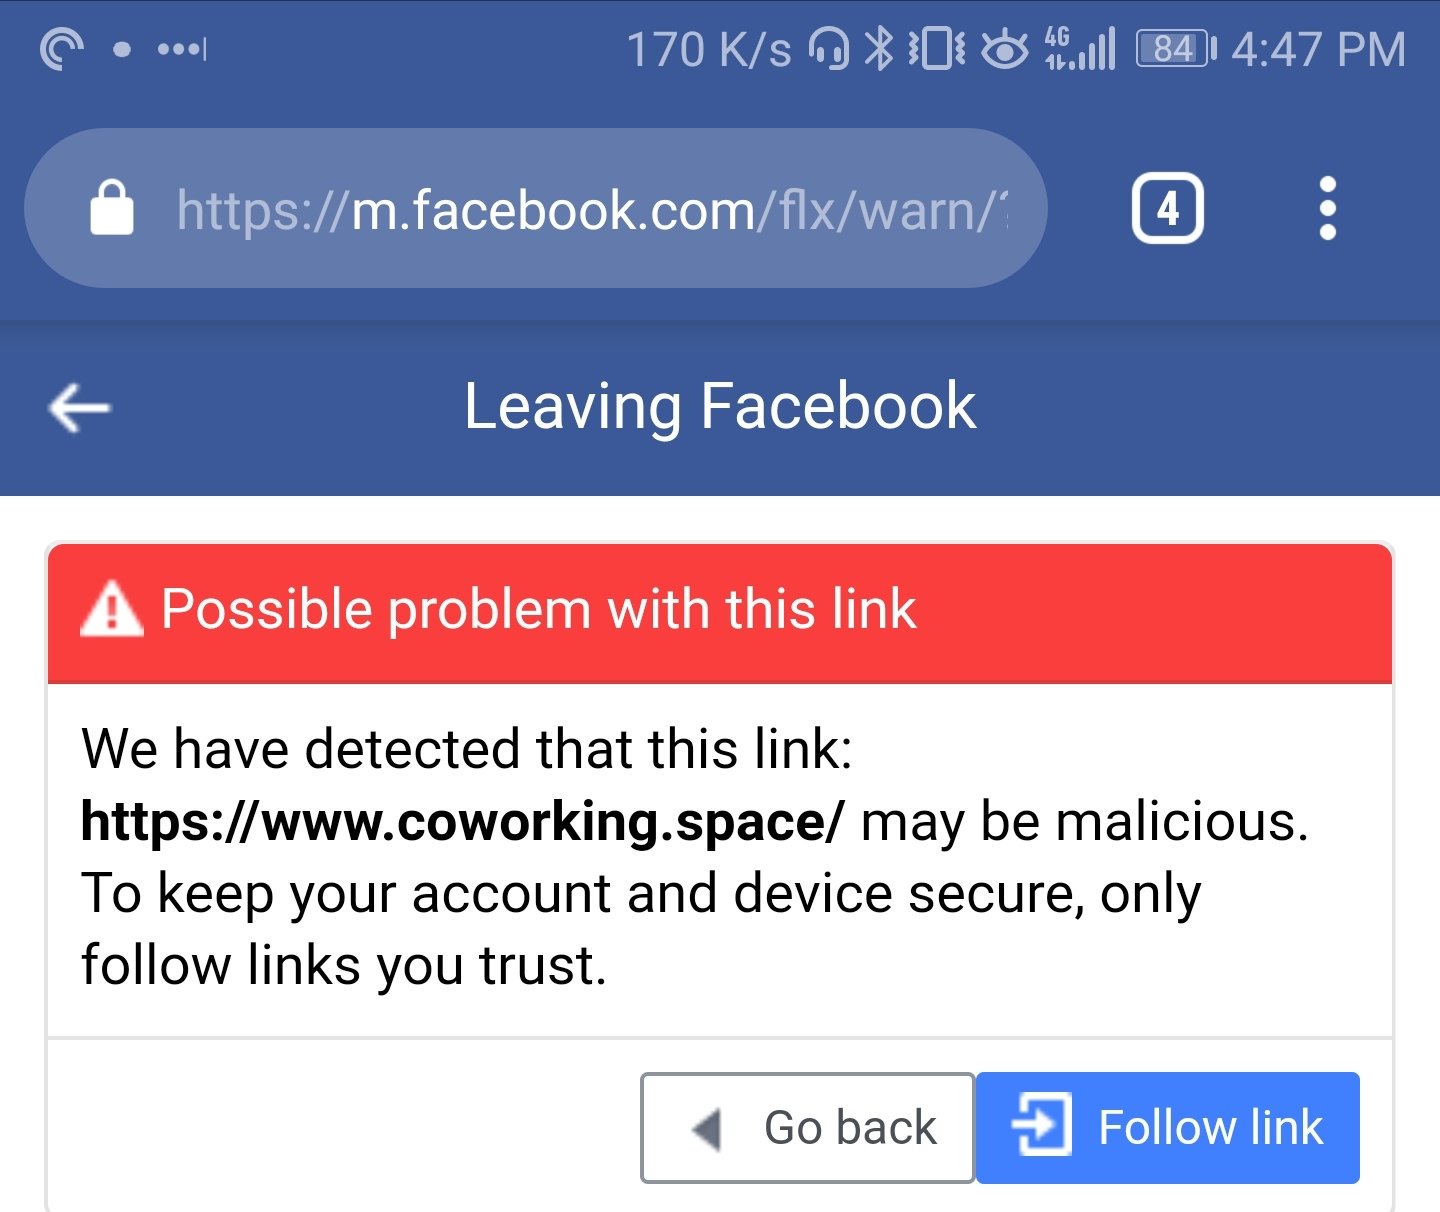 170 K/s 4G 84 4:47 PM
https://m.facebook.com/flx/warn/?
4
Leaving Facebook
Possible problem with this link
We have detected that this link:
https://www.coworking.space/ may be malicious.
To keep your account and device secure, only
follow links you trust.
Go back Follow link